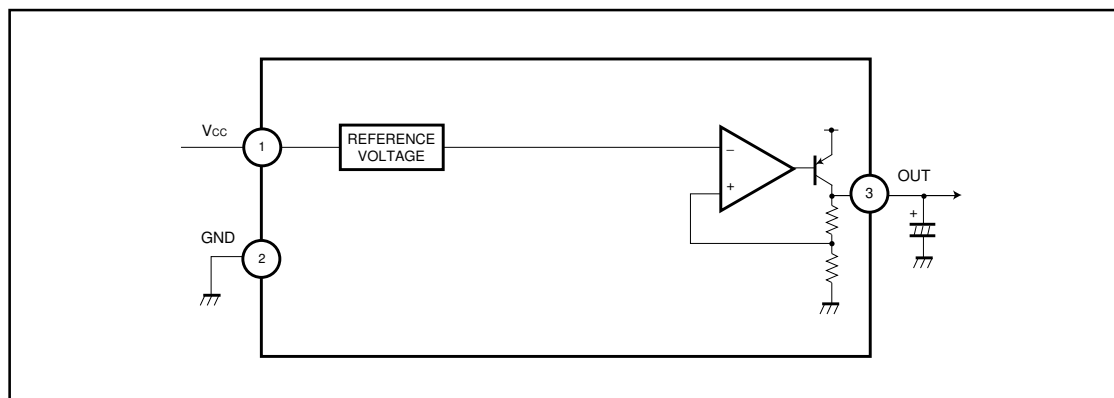 Vcc
1
REFERENCE
VOLTAGE
−
+
3
OUT
+
GND
2